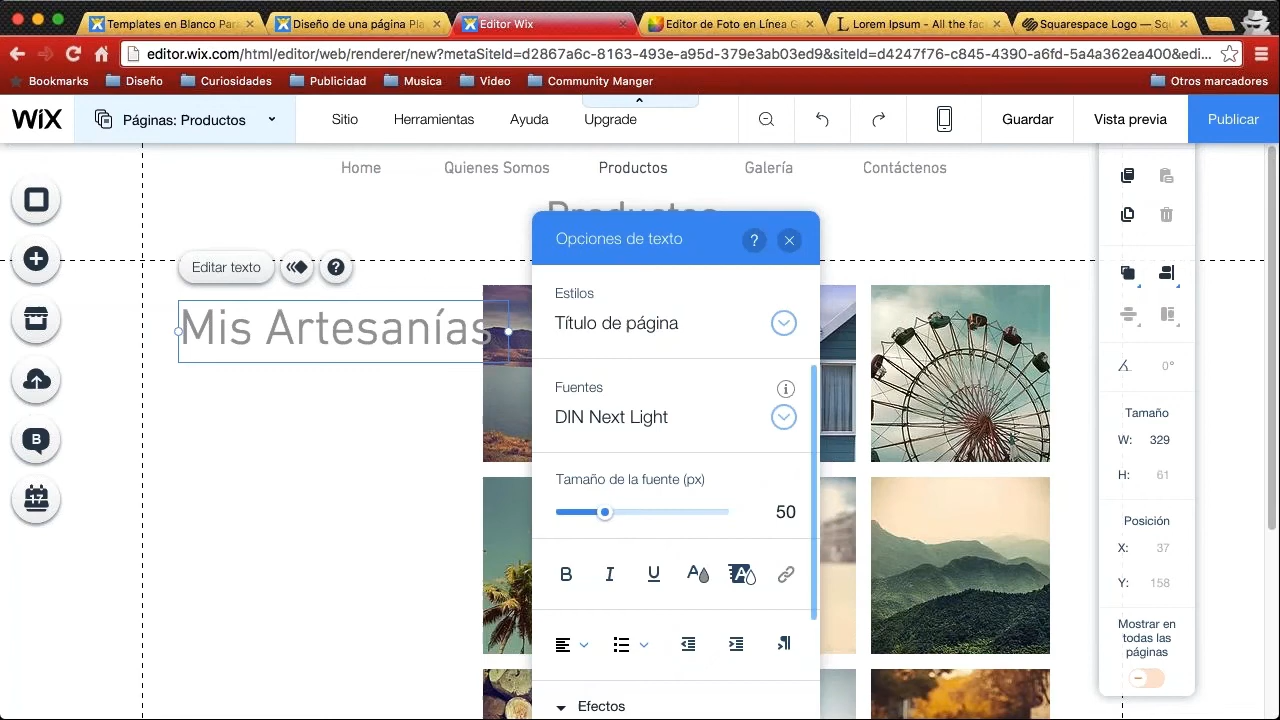 Templates en Blanco Par
Diseño de una página Pla
Editor Wix
Editor de Foto en Línea G
Lorem Ipsum - All the fac
Squarespace Logo — Sq
editor.wix.com/html/editor/web/renderer/new?metaSiteId=d2867a6c-8163-493e-a95d-379e3ab03ed9&siteId=d4247f76-c845-4390-a6fd-5a4a362ea400&edi...
Bookmarks
Diseño
Curiosidades
Publicidad
Musica
Video
Community Manger
Otros marcadores
WiX
Páginas: Productos
Sitio
Herramientas
Ayuda
Upgrade
Guardar
Vista previa
Publicar
Home
Quienes Somos
Productos
Galería
Contáctenos
Productos
Editar texto
?
Mis Artesanías
Opciones de texto
?
Estilos
Título de página
Fuentes
DIN Next Light
Tamaño de la fuente (px)
50
B
I
U
A
A
Efectos
B
17
0°
Tamaño
W: 329
H: 61
Posición
X: 37
Y: 158
Mostrar en
todas las
páginas